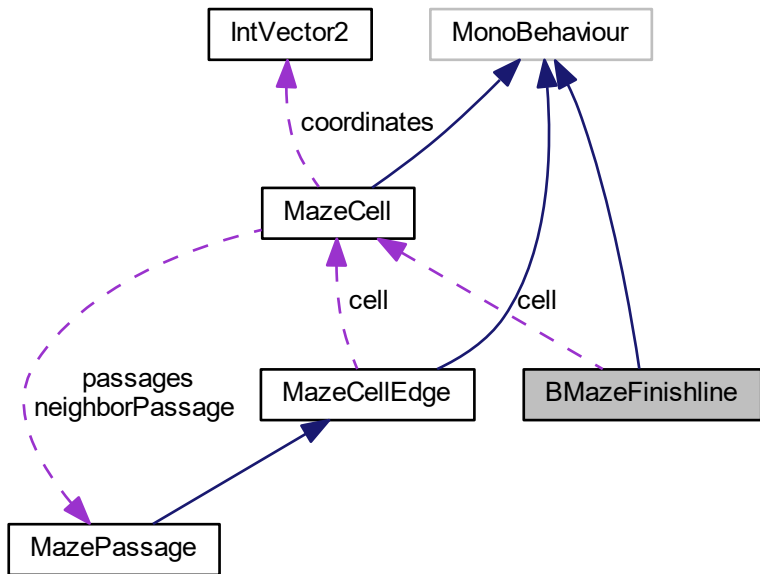 IntVector2
MonoBehaviour
coordinates
MazeCell
cell
cell
passages
neighborPassage
MazeCellEdge
BMazeFinishline
MazePassage